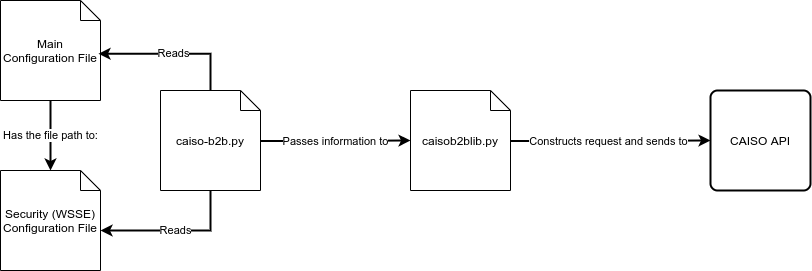 Main
Configuration File
Reads
Has the file path to:
caiso-b2b.py
Passes information to
caisob2blib.py
Constructs request and sends to
CAISO API
Security (WSSE)
Configuration File
Reads